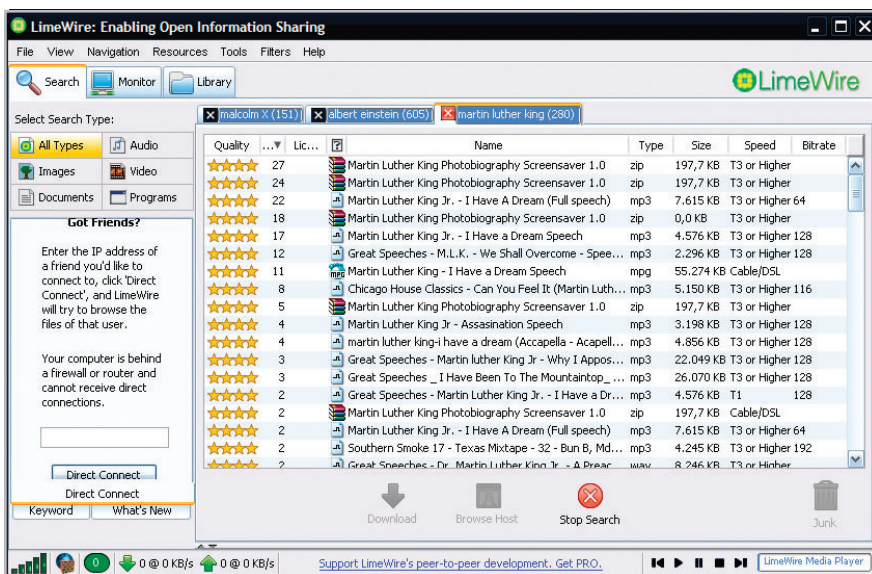 LimeWire: Enabling Open Information Sharing
File View Navigation Resources Tools Filters Help
Search Monitor Library
LimeWire
Select Search Type:
malcolm X (151) albert einstein (605) martin luther king (280)
All Types Audio
Images Video
Documents Programs
Quality ... Lic... ? Name Type Size Speed Bitrate
27 Martin Luther King Photobiography Screensaver 1.0 zip 197,7 KB T3 or Higher
24 Martin Luther King Photobiography Screensaver 1.0 zip 197,7 KB T3 or Higher
22 Martin Luther King Jr. - I Have A Dream (Full speech) mp3 7.615 KB T3 or Higher 64
18 Martin Luther King Photobiography Screensaver 1.0 zip 0,0 KB T3 or Higher
17 Martin Luther King Jr. - I Have a Dream Speech mp3 4.576 KB T3 or Higher 128
12 Great Speeches - M.L.K. - We Shall Overcome - Spee... mp3 2.296 KB T3 or Higher 128
11 MPG Martin Luther King - I Have a Dream Speech mpg 55.274 KB Cable/DSL
8 Chicago House Classics - Can You Feel It (Martin Luth... mp3 5.150 KB T3 or Higher 116
5 Martin Luther King Photobiography Screensaver 1.0 zip 197,7 KB T3 or Higher
4 Martin Luther King Jr - Assasination Speech mp3 3.198 KB T3 or Higher 128
4 martin luther king-i have a dream (Accapella - Acapell... mp3 4.856 KB T3 or Higher 128
3 Great Speeches - Martin luther King Jr - Why I Appos... mp3 22.049 KB T3 or Higher 128
3 Great Speeches _ I Have Been To The Mountaintop_ ... mp3 26.070 KB T3 or Higher 128
2 Great Speeches - Martin Luther King Jr. - I Have a Dr... mp3 4.576 KB T1 128
2 Martin Luther King Photobiography Screensaver 1.0 zip 197,7 KB Cable/DSL
2 Martin Luther King Jr. - I Have A Dream (Full speech) mp3 7.615 KB T3 or Higher 64
2 Southern Smoke 17 - Texas Mixtape - 32 - Bun B, Md... mp3 4.245 KB T3 or Higher 192
2 Great Speeches - Dr. Martin Luther King Jr. - A Preac... wav 8.246 KB T3 or Higher
Got Friends?
Enter the IP address of
a friend you'd like to
connect to, click 'Direct
Connect', and LimeWire
will try to browse the
files of that user.
Your computer is behind
a firewall or router and
cannot receive direct
connections.
Direct Connect
Direct Connect
Keyword What's New
Download Browse Host Stop Search Junk
0 0 @ 0 KB/s 0 @ 0 KB/s Support LimeWire's peer-to-peer development. Get PRO. LimeWire Media Player